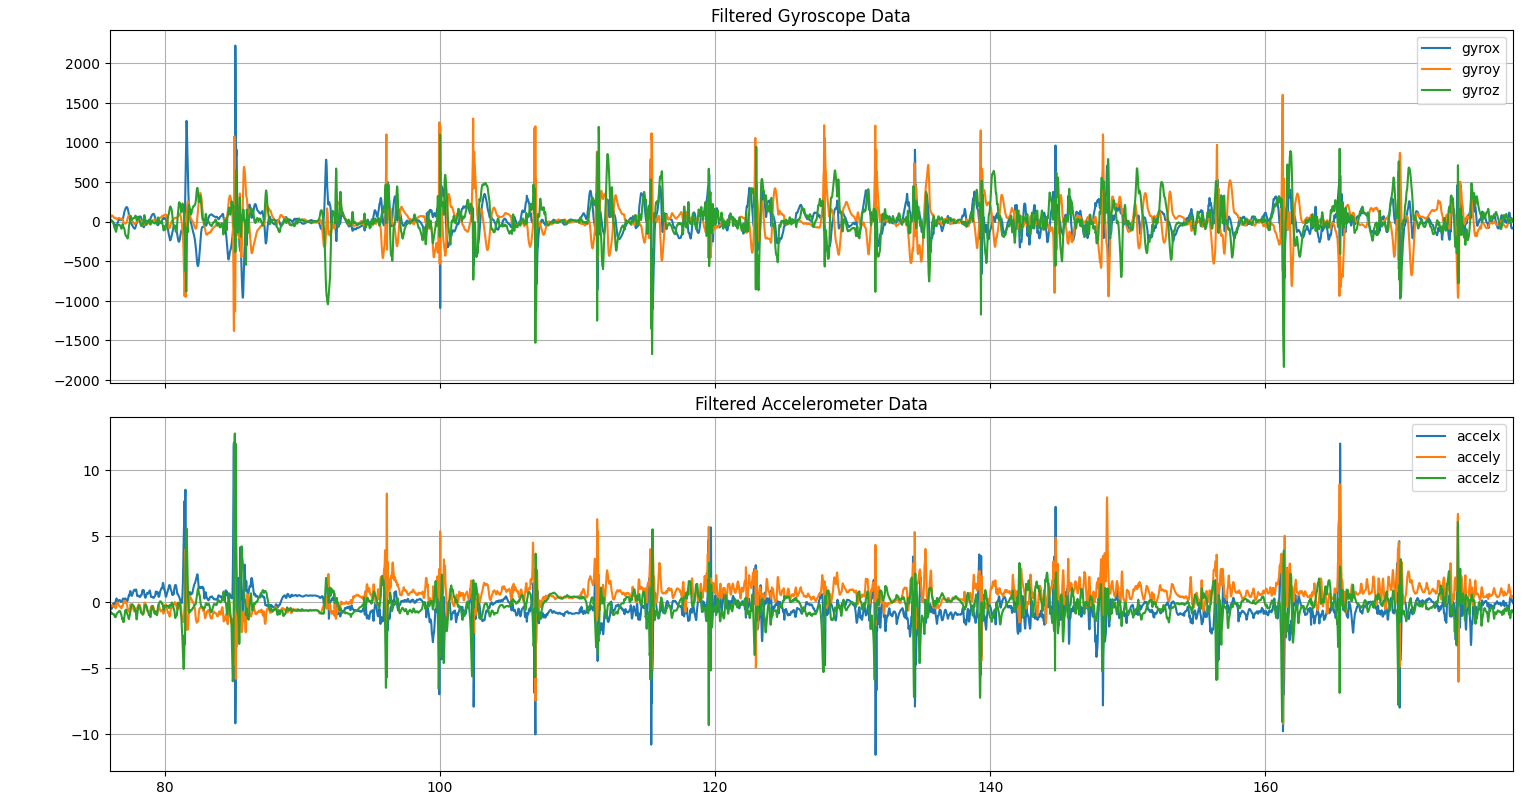 Filtered Gyroscope Data
gyrox
gyroy
gyroz
2000
1500
1000
500
0
−500
−1000
−1500
−2000
Filtered Accelerometer Data
accelx
accely
accelz
10
5
0
−5
−10
80 100 120 140 160